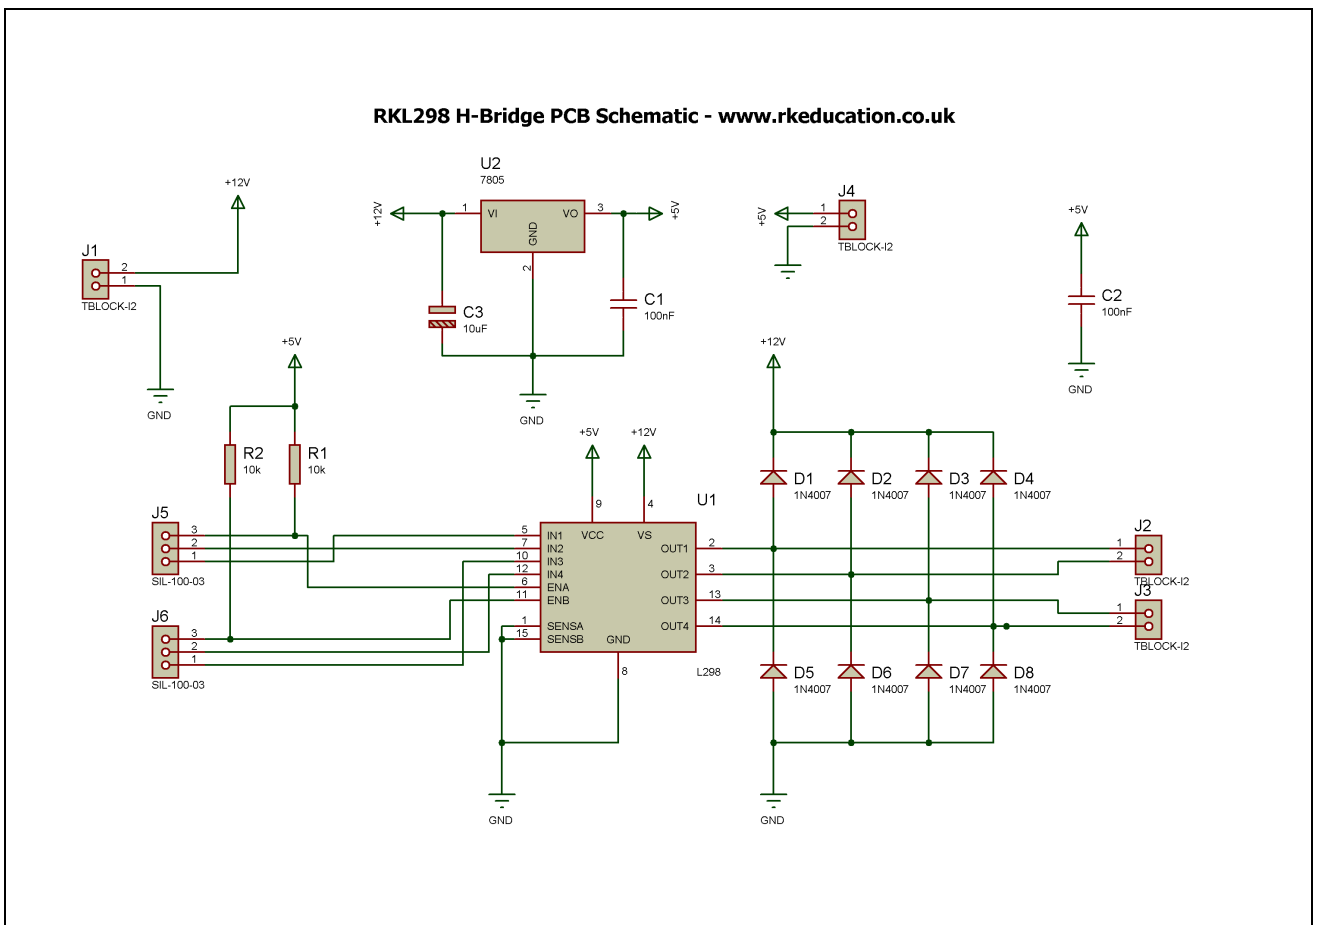 RKL298 H-Bridge PCB Schematic - www.rkeducation.co.uk
U2
7805
+12V
1
VI
VO
3
+5V
GND
2
C3
10uF
C1
100nF
GND
+12V
J1
2
1
TBLOCK-I2
GND
J4
+5V
1
2
TBLOCK-I2
+5V
C2
100nF
GND
+5V
R2
10k
R1
10k
J5
3
2
1
SIL-100-03
J6
3
2
1
SIL-100-03
+5V
+12V
9
4
U1
VCC
VS
5
IN1
7
IN2
10
IN3
12
IN4
6
ENA
11
ENB
1
SENSA
15
SENSB
GND
8
OUT1
2
OUT2
3
OUT3
13
OUT4
14
L298
GND
+12V
D1
1N4007
D2
1N4007
D3
1N4007
D4
1N4007
D5
1N4007
D6
1N4007
D7
1N4007
D8
1N4007
GND
J2
1
2
TBLOCK-I2
J3
1
2
TBLOCK-I2